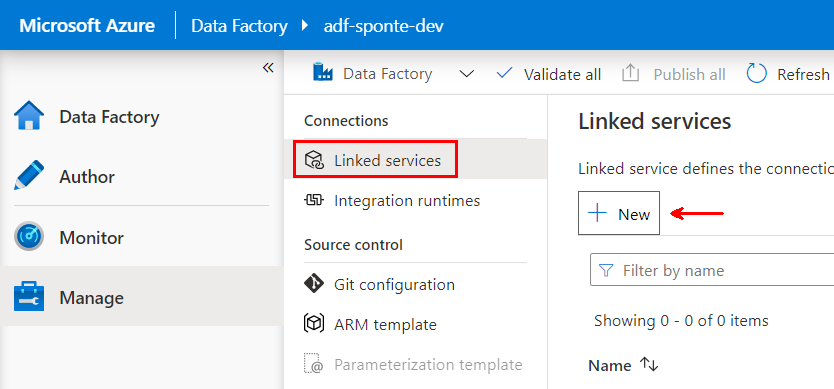 Microsoft Azure Data Factory adf-sponte-dev
Data Factory
Author
Monitor
Manage
Data Factory Validate all Publish all Refresh
Connections
Linked services
Integration runtimes
Source control
Git configuration
ARM template
Parameterization template
Linked services
Linked service defines the connectio
New
Filter by name
Showing 0 - 0 of 0 items
Name